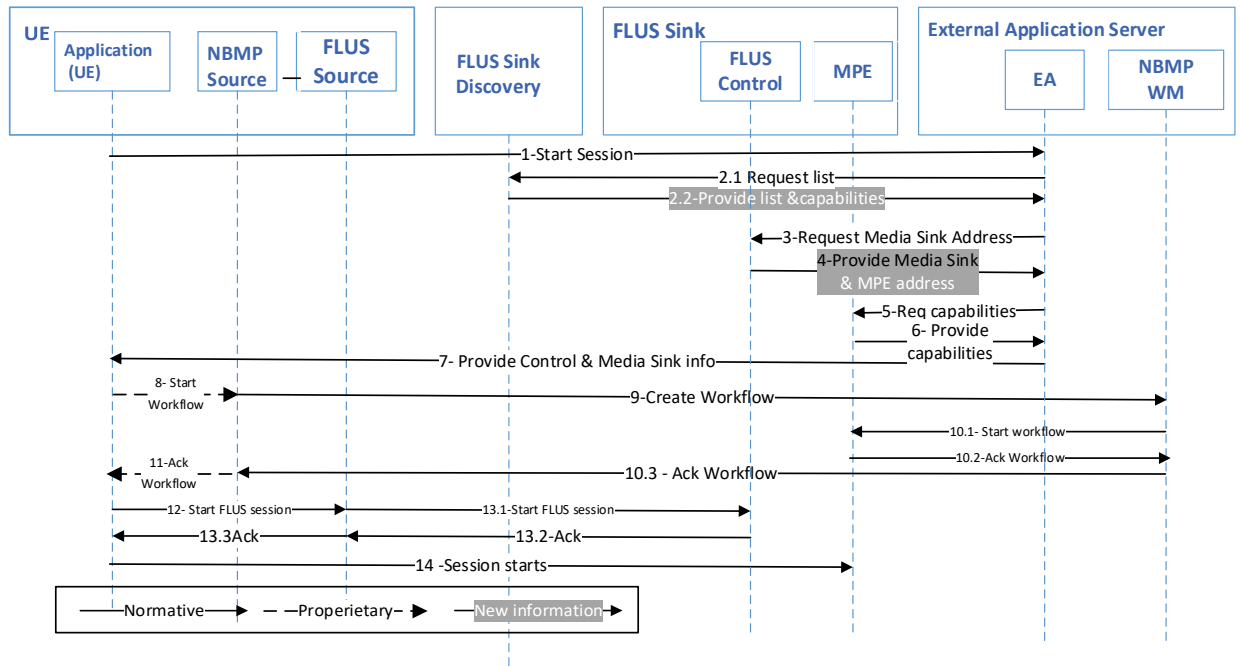 UE
FLUS Sink
External Application Server
Application
(UE)
NBMP
Source
FLUS
Source
FLUS Sink
Discovery
FLUS
Control
MPE
EA
NBMP
WM
1-Start Session
2.1 Request list
2.2-Provide list &capabilities
3-Request Media Sink Address
4-Provide Media Sink
& MPE address
5-Req capabilities
6- Provide
capabilities
7- Provide Control & Media Sink info
8- Start
Workflow
9-Create Workflow
10.1- Start workflow
10.2-Ack Workflow
11-Ack
Workflow
10.3 - Ack Workflow
12- Start FLUS session
13.1-Start FLUS session
13.3Ack
13.2-Ack
14 -Session starts
Normative
Properietary
New information